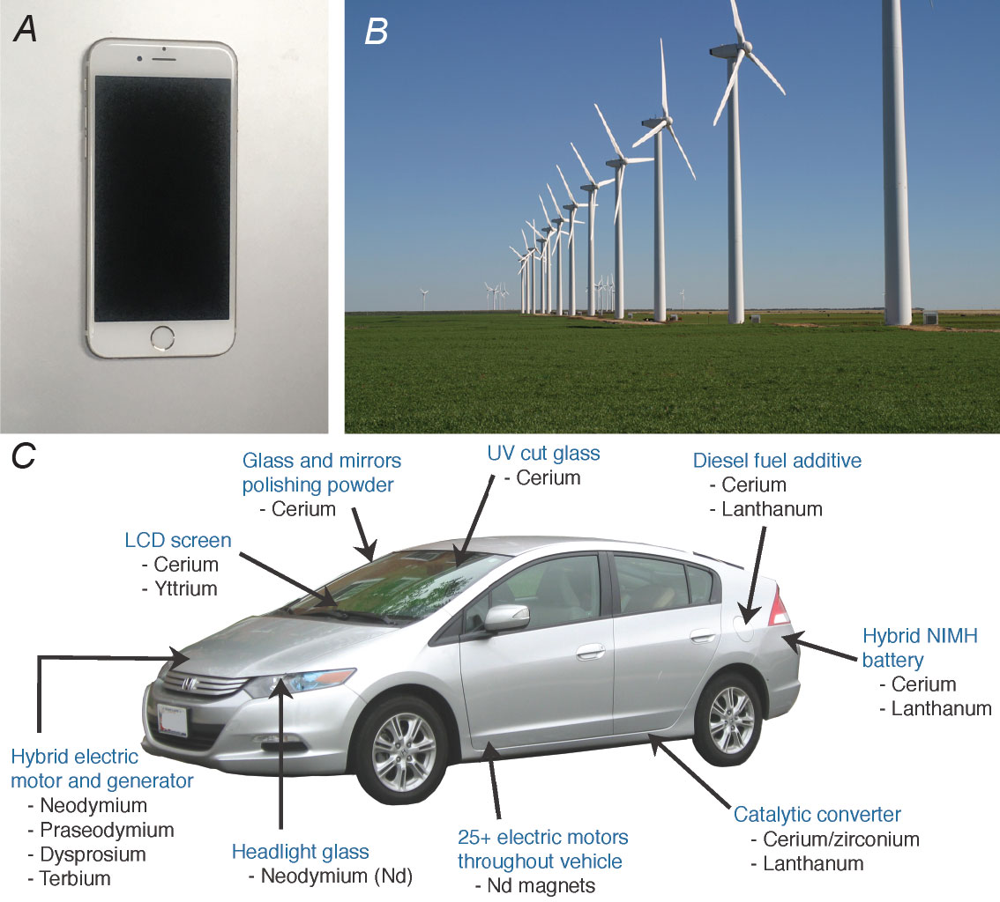 A
B
C
Glass and mirrors
polishing powder
- Cerium
UV cut glass
- Cerium
Diesel fuel additive
- Cerium
- Lanthanum
LCD screen
- Cerium
- Yttrium
Hybrid NIMH
battery
- Cerium
- Lanthanum
Hybrid electric
motor and generator
- Neodymium
- Praseodymium
- Dysprosium
- Terbium
Headlight glass
- Neodymium (Nd)
25+ electric motors
throughout vehicle
- Nd magnets
Catalytic converter
- Cerium/zirconium
- Lanthanum